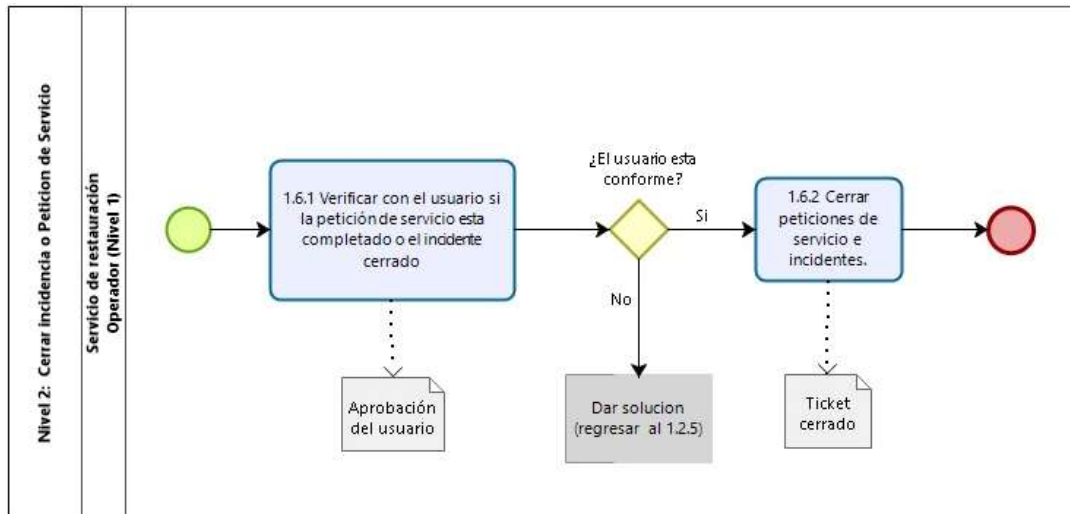 Nivel 2: Cerrar incidencia o Peticion de Servicio
Servicio de restauración
Operador (Nivel 1)
1.6.1 Verificar con el usuario si
la petición de servicio esta
completado o el incidente
cerrado
¿El usuario esta
conforme?
Si
No
1.6.2 Cerrar
peticiones de
servicio e
incidentes.
Aprobación
del usuario
Dar solucion
(regresar al 1.2.5)
Ticket
cerrado